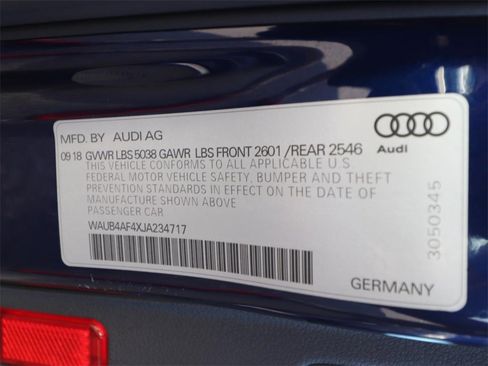 MFD. BY AUDI AG
Audi
09 18 GVWR LBS 5038 GAWR LBS FRONT 2601 /REAR 2546
THIS VEHICLE CONFORMS TO ALL APPLICABLE U.S.
FEDERAL MOTOR VEHICLE SAFETY, BUMPER AND THEFT
PREVENTION STANDARDS IN EFFECT ON THE DATE OF
MANUFACTURE SHOWN ABOVE
PASSENGER CAR
WAUB4AF4XJA234717
3050345
GERMANY